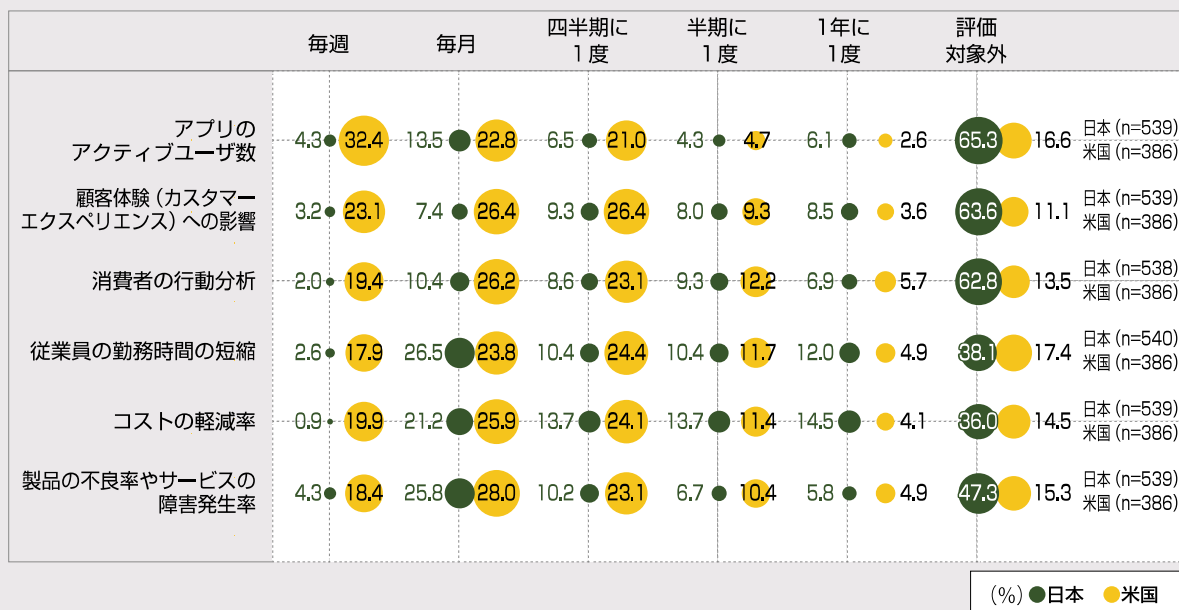 毎週 毎月 四半期に 半期に 1年に 評価
1度 1度 1度 対象外
アプリの
アクティブユーザ数
4.3 32.4 13.5 22.8 6.5 21.0 4.3 4.7 6.1 2.6 65.3 16.6
日本(n=539)
米国(n=386)
顧客体験(カスタマー
エクスペリエンス)への影響
3.2 23.1 7.4 26.4 9.3 26.4 8.0 9.3 8.5 3.6 63.6 11.1
日本(n=539)
米国(n=386)
消費者の行動分析
2.0 19.4 10.4 26.2 8.6 23.1 9.3 12.2 6.9 5.7 62.8 13.5
日本(n=538)
米国(n=386)
従業員の勤務時間の短縮
2.6 17.9 26.5 23.8 10.4 24.4 10.4 11.7 12.0 4.9 38.1 17.4
日本(n=540)
米国(n=386)
コストの軽減率
0.9 19.9 21.2 25.9 13.7 24.1 13.7 11.4 14.5 4.1 36.0 14.5
日本(n=539)
米国(n=386)
製品の不良率やサービスの
障害発生率
4.3 18.4 25.8 28.0 10.2 23.1 6.7 10.4 5.8 4.9 47.3 15.3
日本(n=539)
米国(n=386)
(%) 日本 米国